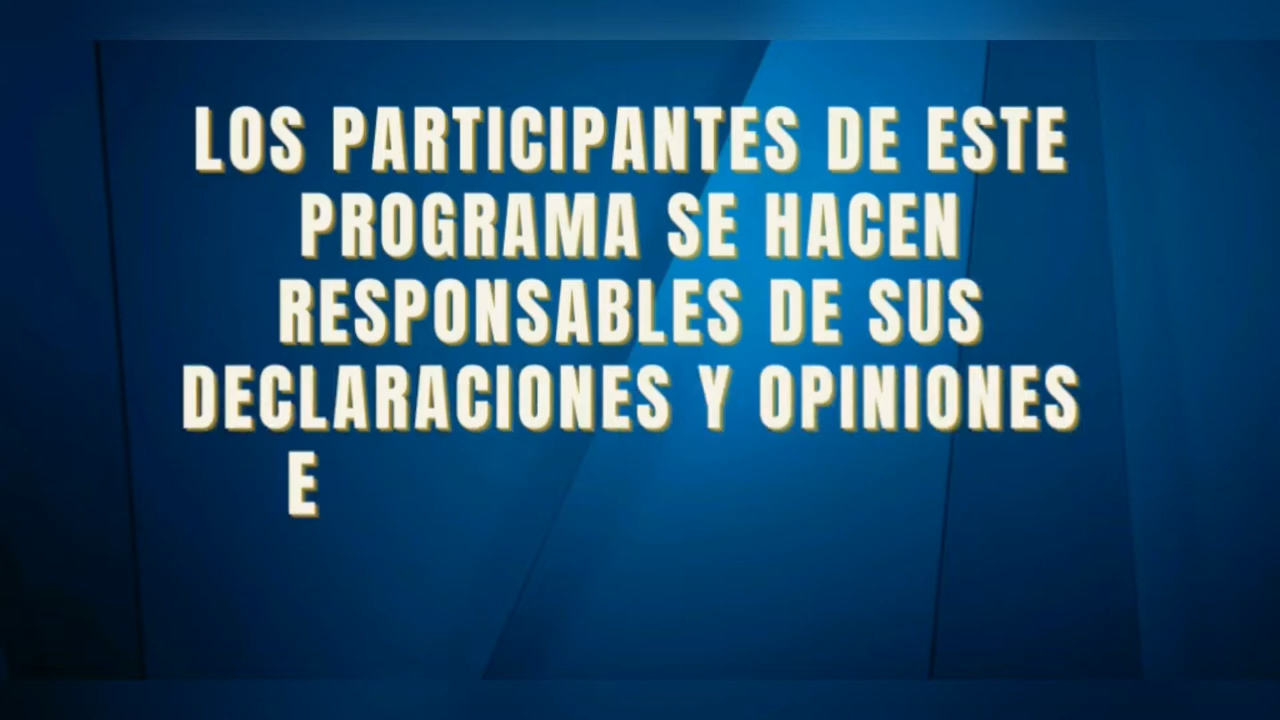 LOS PARTICIPANTES DE ESTE
PROGRAMA SE HACEN
RESPONSABLES DE SUS
DECLARACIONES Y OPINIONES
E